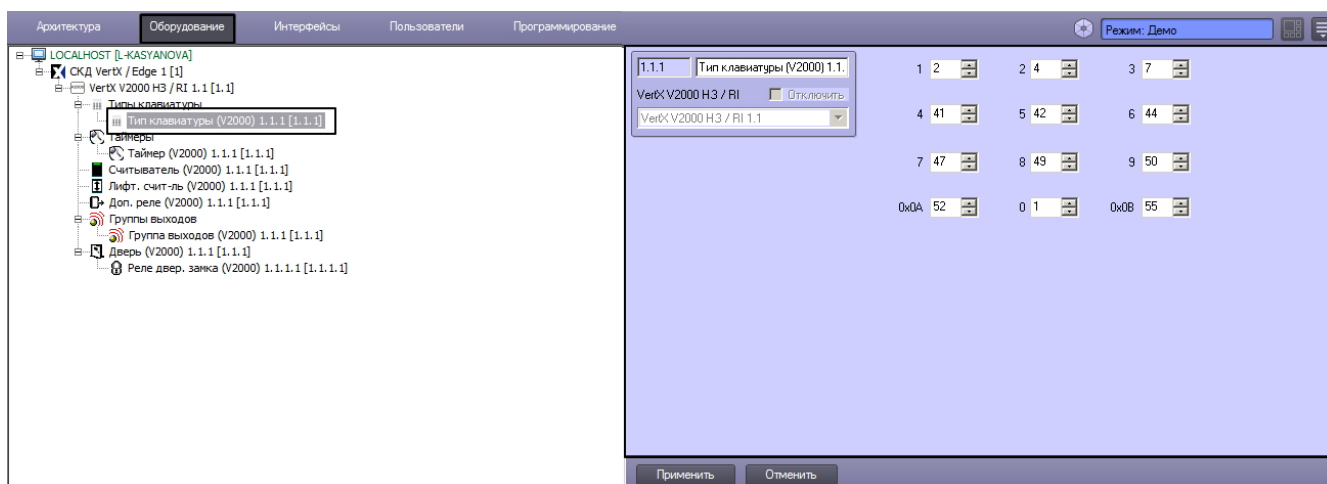 Архитектура Оборудование Интерфейсы Пользователи Программирование Режим: Демо
LOCALHOST [L-KASYANOVA]
СКД VertX / Edge 1 [1]
VertX V2000 H3 / RI 1.1 [1.1]
Типы клавиатуры
Тип клавиатуры (V2000) 1.1.1 [1.1.1]
Таймеры
Таймер (V2000) 1.1.1 [1.1.1]
Считыватель (V2000) 1.1.1 [1.1.1]
Лифт. счит-ль (V2000) 1.1.1 [1.1.1]
Доп. реле (V2000) 1.1.1 [1.1.1]
Группы выходов
Группа выходов (V2000) 1.1.1 [1.1.1]
Дверь (V2000) 1.1.1 [1.1.1]
Реле двер. замка (V2000) 1.1.1.1 [1.1.1.1]
1.1.1 Тип клавиатуры (V2000) 1.1.
VertX V2000 H3 / RI Отключить
VertX V2000 H3 / RI 1.1
1 2 2 4 3 7
4 41 5 42 6 44
7 47 8 49 9 50
0x0A 52 0 1 0x0B 55
Применить Отменить